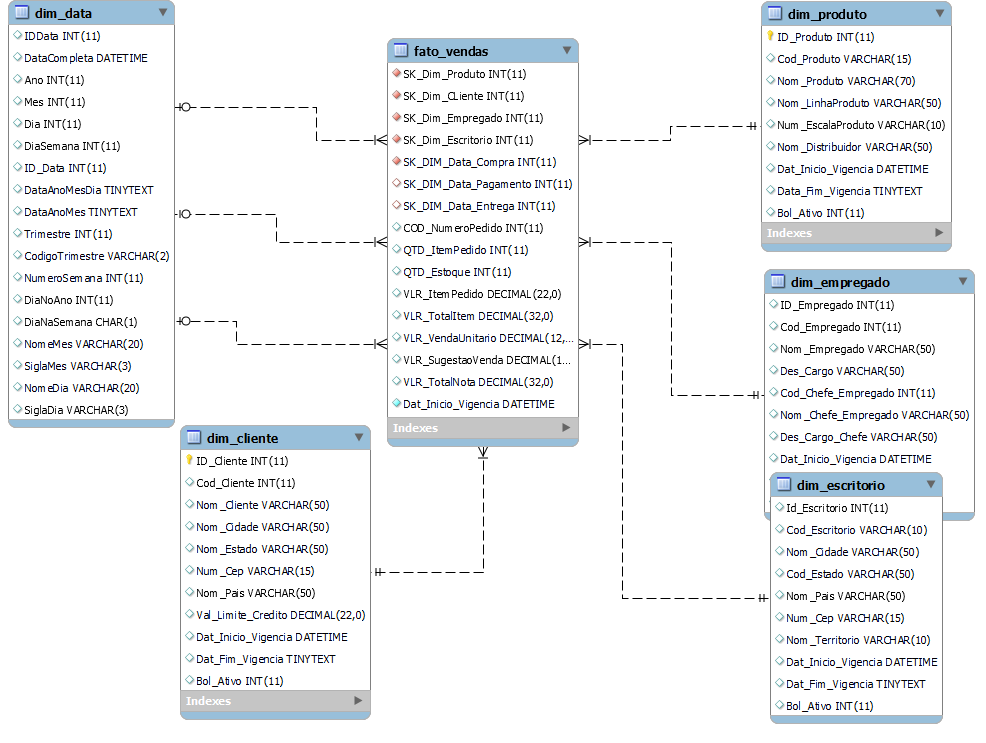 dim_data
IDData INT(11)
DataCompleta DATETIME
Ano INT(11)
Mes INT(11)
Dia INT(11)
DiaSemana INT(11)
ID_Data INT(11)
DataAnoMesDia TINYTEXT
DataAnoMes TINYTEXT
Trimestre INT(11)
CodigoTrimestre VARCHAR(2)
NumeroSemana INT(11)
DiaNoAno INT(11)
DiaNaSemana CHAR(1)
NomeMes VARCHAR(20)
SiglaMes VARCHAR(3)
NomeDia VARCHAR(20)
SiglaDia VARCHAR(3)
fato_vendas
SK_Dim_Produto INT(11)
SK_Dim_CLiente INT(11)
SK_Dim_Empregado INT(11)
SK_Dim_Escritorio INT(11)
SK_DIM_Data_Compra INT(11)
SK_DIM_Data_Pagamento INT(11)
SK_DIM_Data_Entrega INT(11)
COD_NumeroPedido INT(11)
QTD_ItemPedido INT(11)
QTD_Estoque INT(11)
VLR_ItemPedido DECIMAL(22,0)
VLR_TotalItem DECIMAL(32,0)
VLR_VendaUnitario DECIMAL(12,...
VLR_SugestaoVenda DECIMAL(1...
VLR_TotalNota DECIMAL(32,0)
Dat_Inicio_Vigencia DATETIME
Indexes
dim_produto
ID_Produto INT(11)
Cod_Produto VARCHAR(15)
Nom_Produto VARCHAR(70)
Nom_LinhaProduto VARCHAR(50)
Num_EscalaProduto VARCHAR(10)
Nom_Distribuidor VARCHAR(50)
Dat_Inicio_Vigencia DATETIME
Data_Fim_Vigencia TINYTEXT
Bol_Ativo INT(11)
Indexes
dim_empregado
ID_Empregado INT(11)
Cod_Empregado INT(11)
Nom_Empregado VARCHAR(50)
Des_Cargo VARCHAR(50)
Cod_Chefe_Empregado INT(11)
Nom_Chefe_Empregado VARCHAR(50)
Des_Cargo_Chefe VARCHAR(50)
Dat_Inicio_Vigencia DATETIME
dim_cliente
ID_Cliente INT(11)
Cod_Cliente INT(11)
Nom_Cliente VARCHAR(50)
Nom_Cidade VARCHAR(50)
Nom_Estado VARCHAR(50)
Num_Cep VARCHAR(15)
Nom_Pais VARCHAR(50)
Val_Limite_Credito DECIMAL(22,0)
Dat_Inicio_Vigencia DATETIME
Dat_Fim_Vigencia TINYTEXT
Bol_Ativo INT(11)
Indexes
dim_escritorio
Id_Escritorio INT(11)
Cod_Escritorio VARCHAR(10)
Nom_Cidade VARCHAR(50)
Cod_Estado VARCHAR(50)
Nom_Pais VARCHAR(50)
Num_Cep VARCHAR(15)
Nom_Territorio VARCHAR(10)
Dat_Inicio_Vigencia DATETIME
Dat_Fim_Vigencia TINYTEXT
Bol_Ativo INT(11)